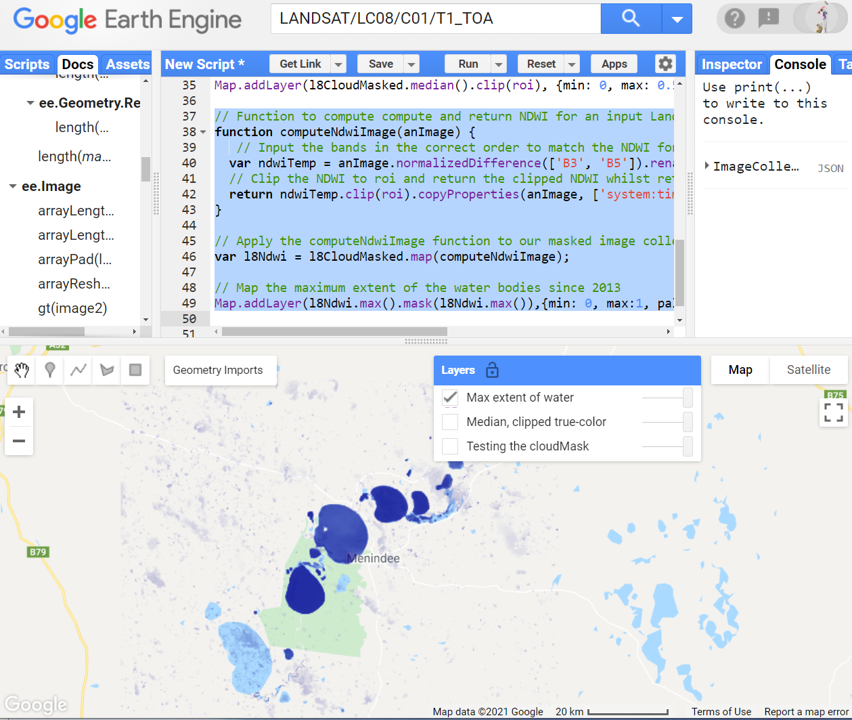 Google Earth Engine
LANDSAT/LC08/C01/T1_TOA
Scripts Docs Assets
New Script * Get Link Save Run Reset Apps
Inspector Console Ta
length(...
ee.Geometry.Re
length(...
length(ma...
ee.Image
arrayLengt...
arrayLengt...
arrayPad(l...
arrayResh...
gt(image2)
35 Map.addLayer(l8CloudMasked.median().clip(roi), {min: 0, max: 0.
36
37 // Function to compute compute and return NDWI for an input Lan
38 function computeNdwiImage(anImage) {
39 // Input the bands in the correct order to match the NDWI fo
40 var ndwiTemp = anImage.normalizedDifference(['B3', 'B5']).ren
41 // Clip the NDWI to roi and return the clipped NDWI whilst re
42 return ndwiTemp.clip(roi).copyProperties(anImage, ['system:ti
43 }
44
45 // Apply the computeNdwiImage function to our masked image coll
46 var l8Ndwi = l8CloudMasked.map(computeNdwiImage);
47
48 // Map the maximum extent of the water bodies since 2013
49 Map.addLayer(l8Ndwi.max().mask(l8Ndwi.max()),{min: 0, max:1, pa
50
51
Use print(...)
to write to this
console.
ImageColle... JSON
Geometry Imports
Layers
Max extent of water
Median, clipped true-color
Testing the cloudMask
Map Satellite
A32
B75
B79
Menindee
Google
Map data ©2021 Google 20 km Terms of Use Report a map error